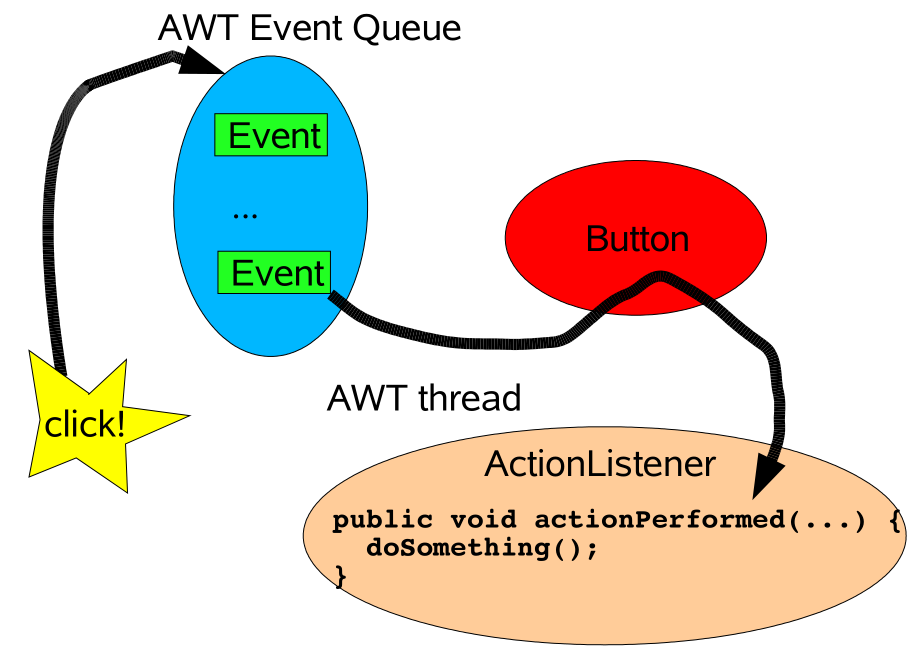 AWT Event Queue
Event
...
Event
Button
click!
AWT thread
ActionListener
public void actionPerformed(...) {
  doSomething();
}